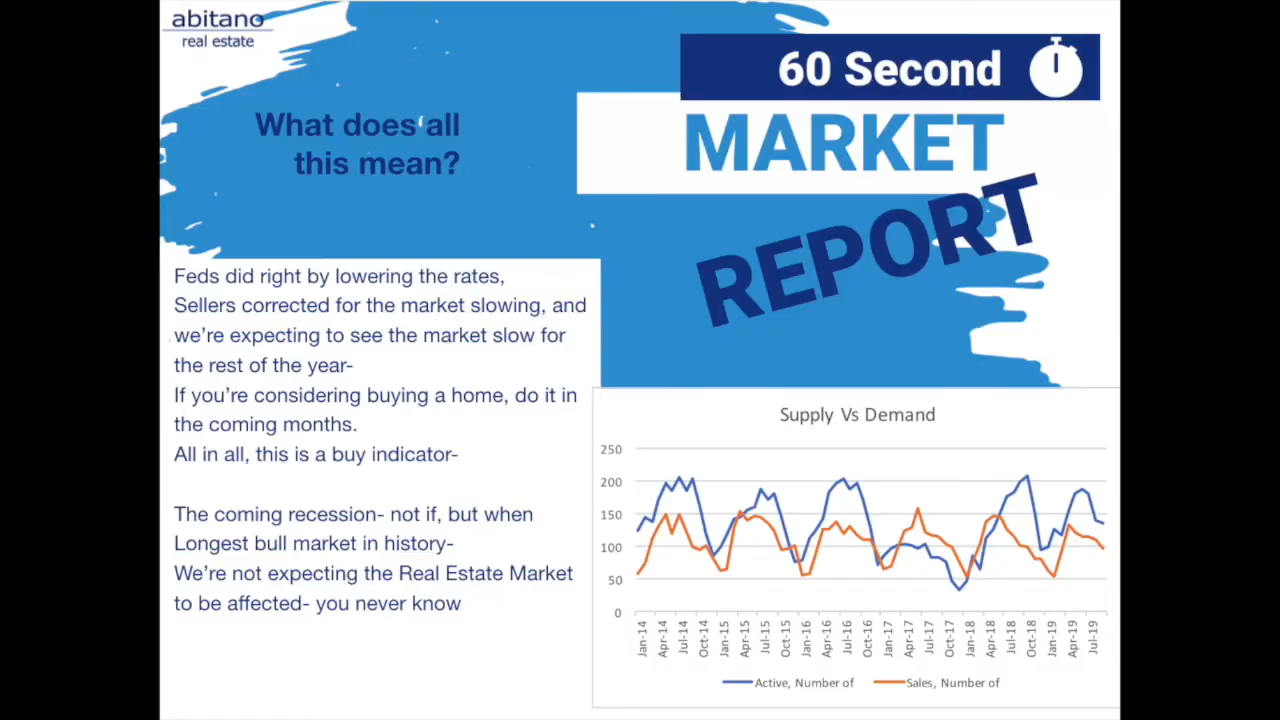 abitano
real estate
60 Second
MARKET
REPORT
What does all
this mean?
Feds did right by lowering the rates,
Sellers corrected for the market slowing, and
we're expecting to see the market slow for
the rest of the year-
If you're considering buying a home, do it in
the coming months.
All in all, this is a buy indicator-
The coming recession- not if, but when
Longest bull market in history-
We're not expecting the Real Estate Market
to be affected- you never know
Supply Vs Demand
250
200
150
100
50
0
Jan-14
Apr-14
Jul-14
Oct-14
Jan-15
Apr-15
Jul-15
Oct-15
Jan-16
Apr-16
Jul-16
Oct-16
Jan-17
Apr-17
Jul-17
Oct-17
Jan-18
Apr-18
Jul-18
Oct-18
Jan-19
Apr-19
Jul-19
Active, Number of
Sales, Number of